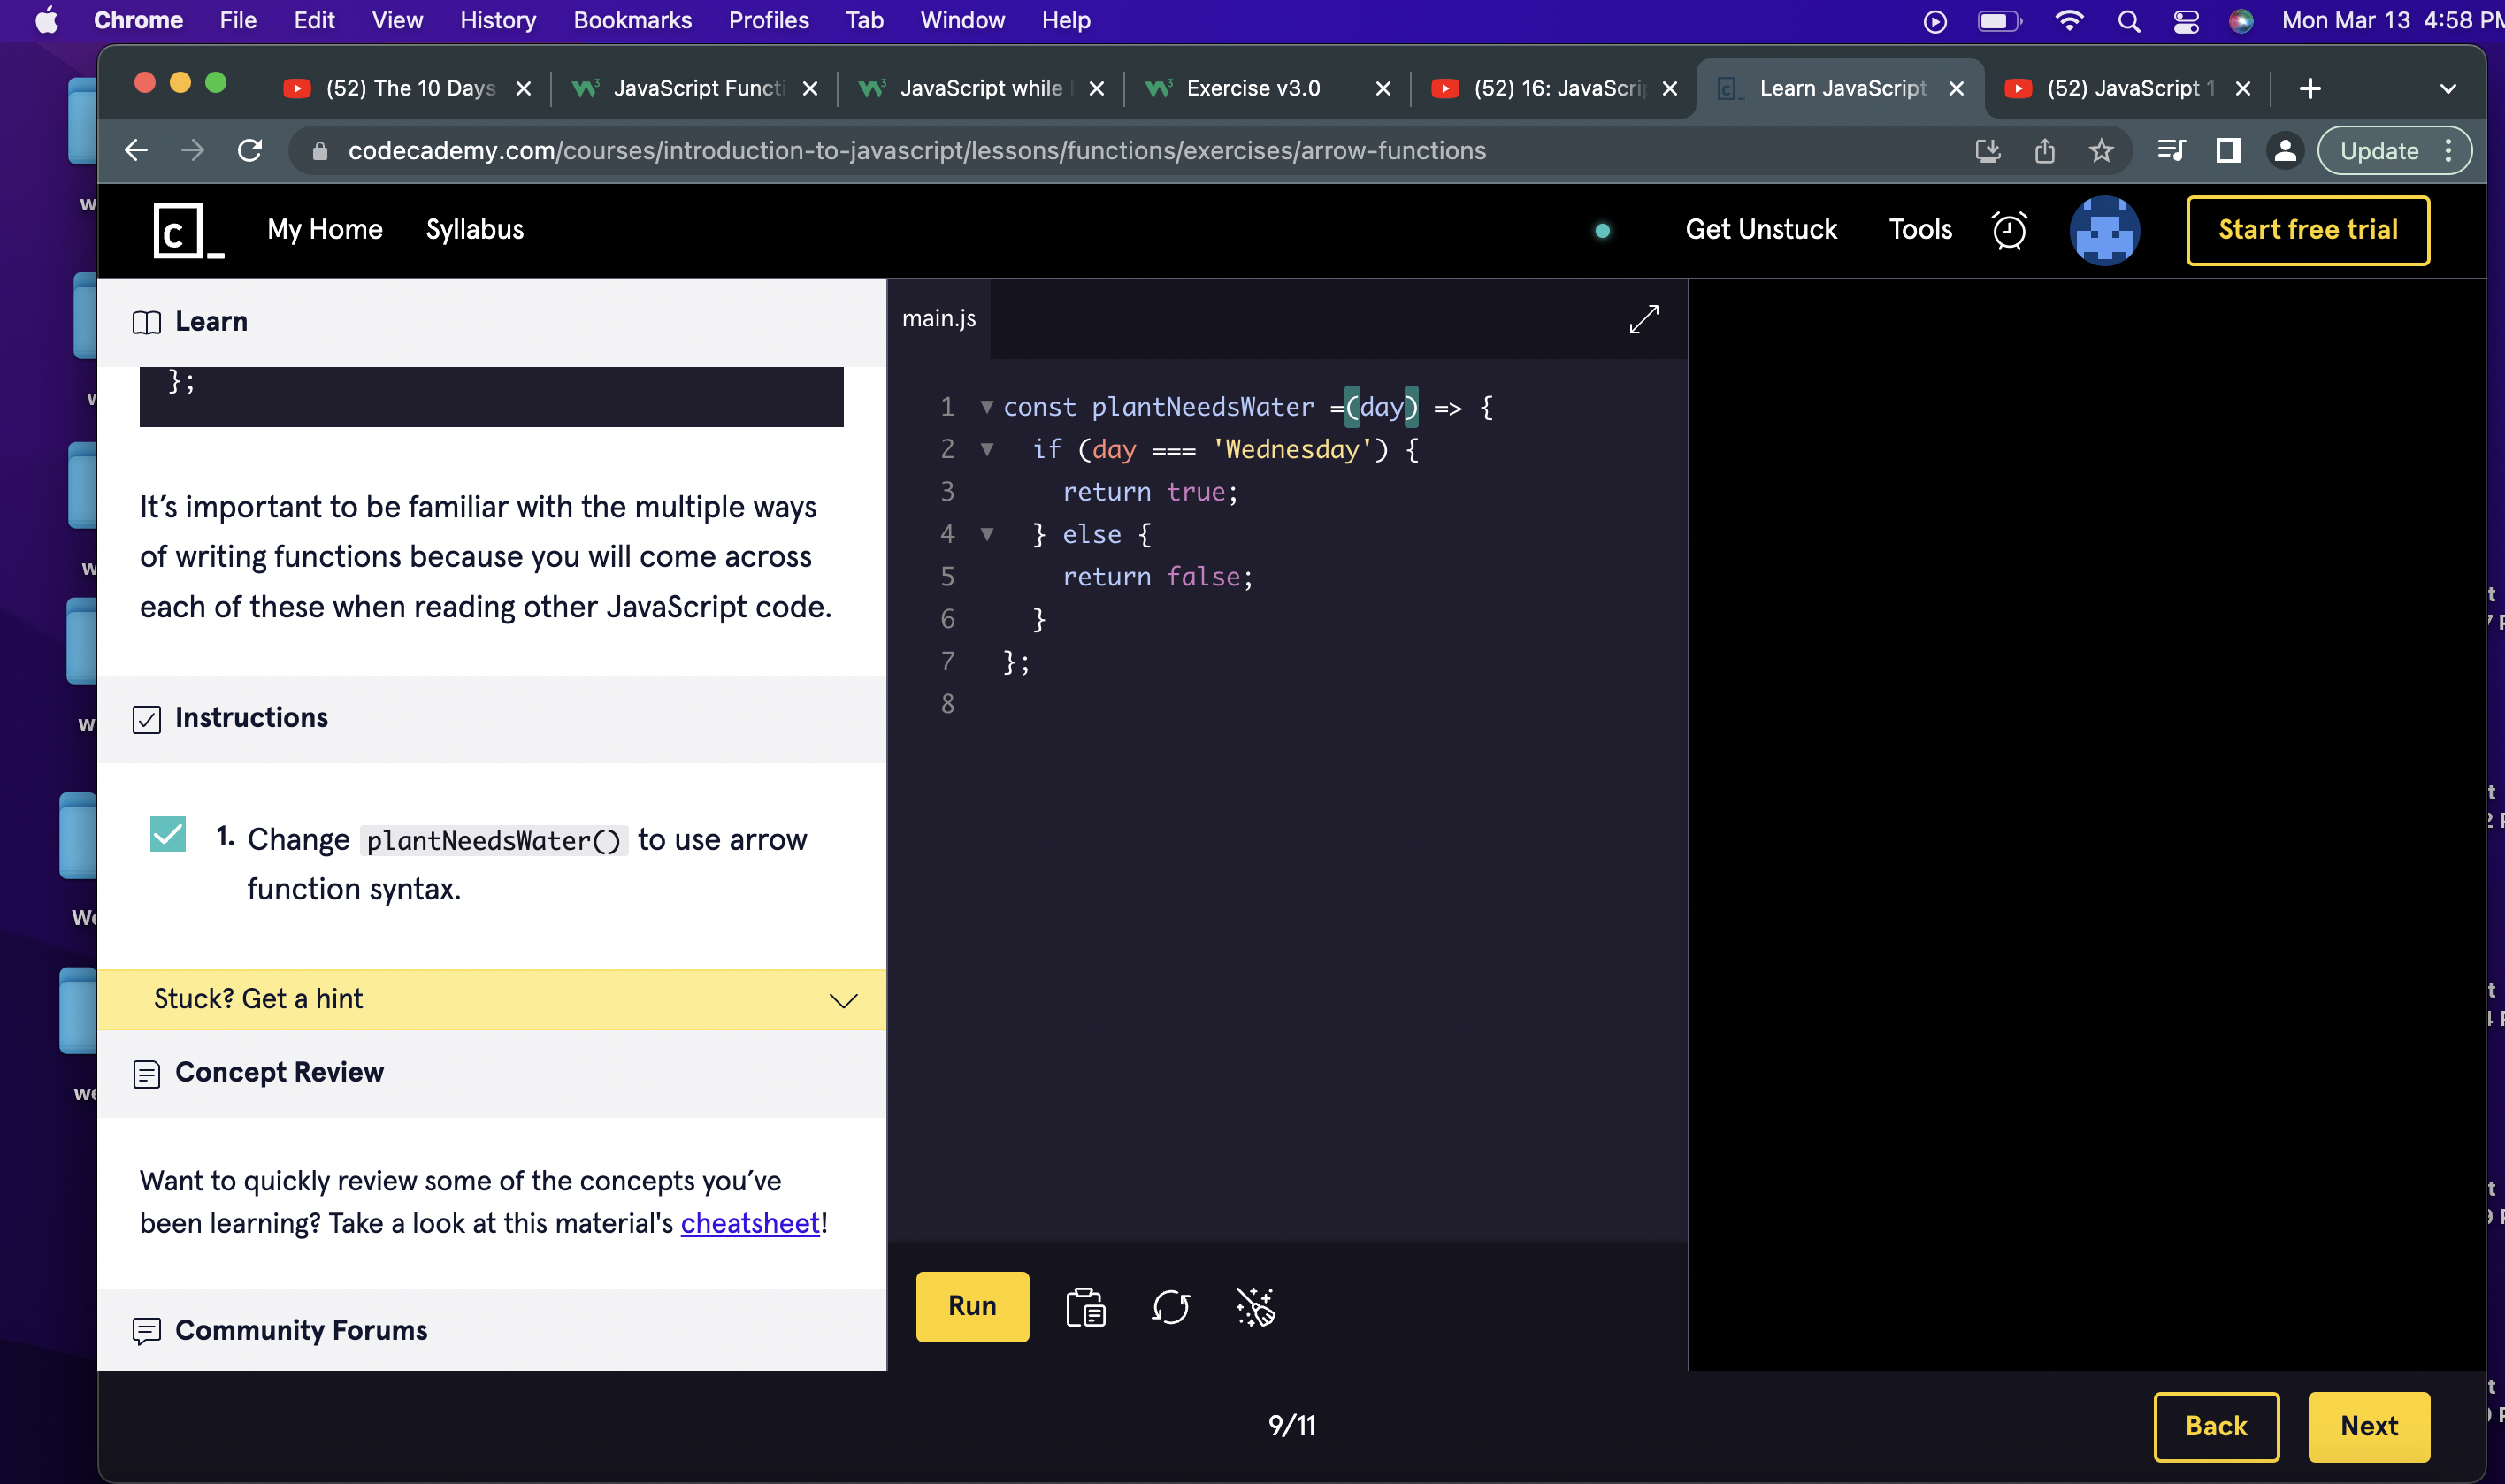 Chrome File Edit View History Bookmarks Profiles Tab Window Help Mon Mar 13 4:58 PM
(52) The 10 Days JavaScript Functi JavaScript while Exercise v3.0 (52) 16: JavaScrip Learn JavaScript (52) JavaScript 1
codecademy.com/courses/introduction-to-javascript/lessons/functions/exercises/arrow-functions Update
My Home Syllabus Get Unstuck Tools Start free trial
Learn
};
It’s important to be familiar with the multiple ways
of writing functions because you will come across
each of these when reading other JavaScript code.
Instructions
1. Change plantNeedsWater() to use arrow
function syntax.
Stuck? Get a hint
Concept Review
Want to quickly review some of the concepts you’ve
been learning? Take a look at this material's cheatsheet!
Community Forums
main.js
1 const plantNeedsWater =(day) => {
2 if (day === 'Wednesday') {
3 return true;
4 } else {
5 return false;
6 }
7 };
8
Run
9/11
Back Next